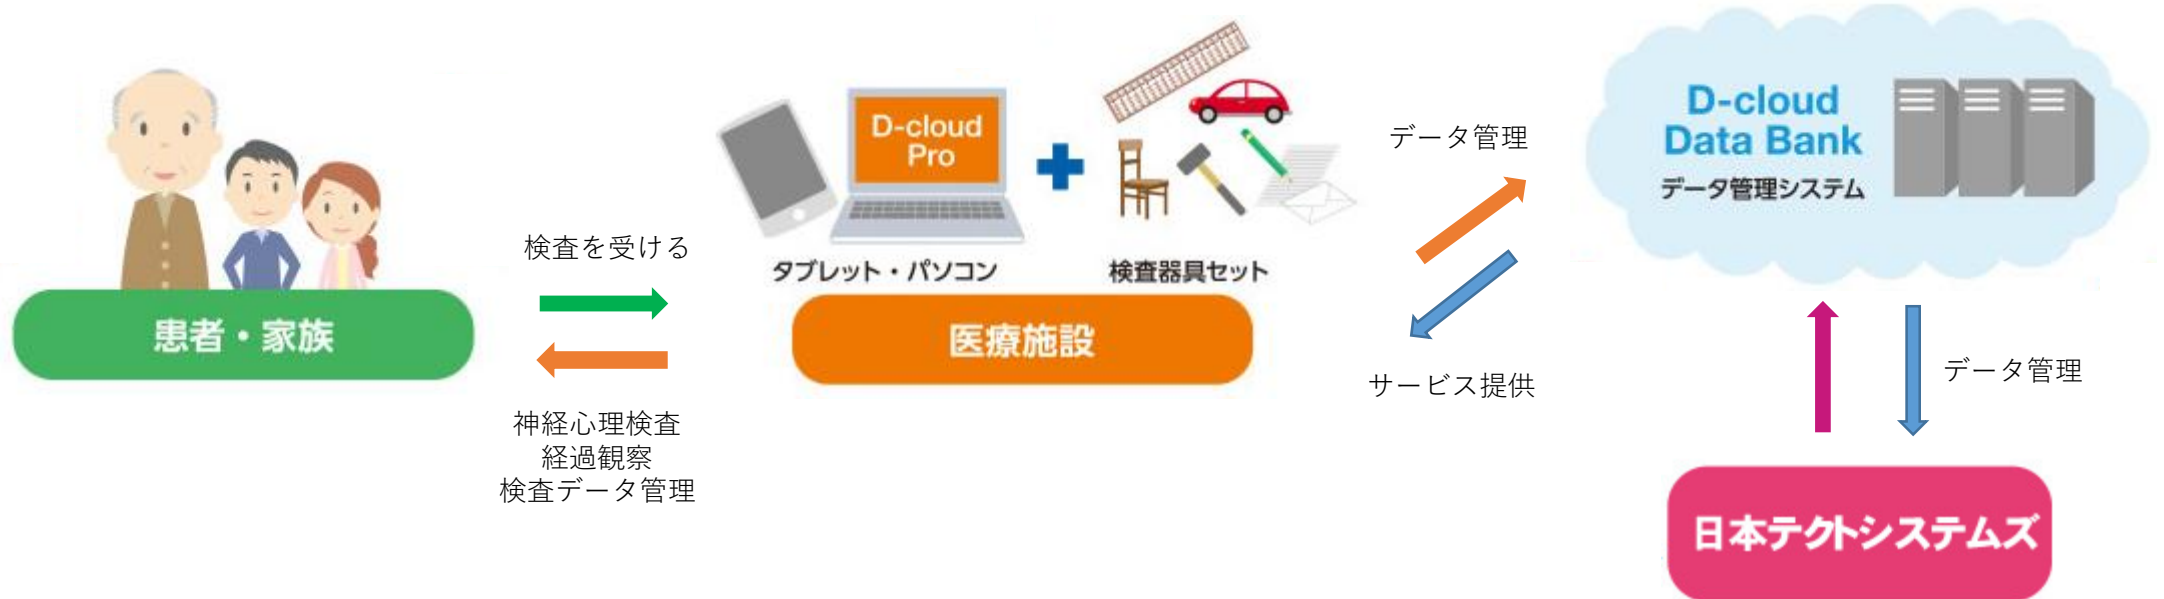 検査を受ける
患者・家族
神経心理検査
経過観察
検査データ管理
D-cloud
Pro
タブレット・パソコン
検査器具セット
医療施設
データ管理
サービス提供
D-cloud
Data Bank
データ管理システム
データ管理
日本テクトシステムズ